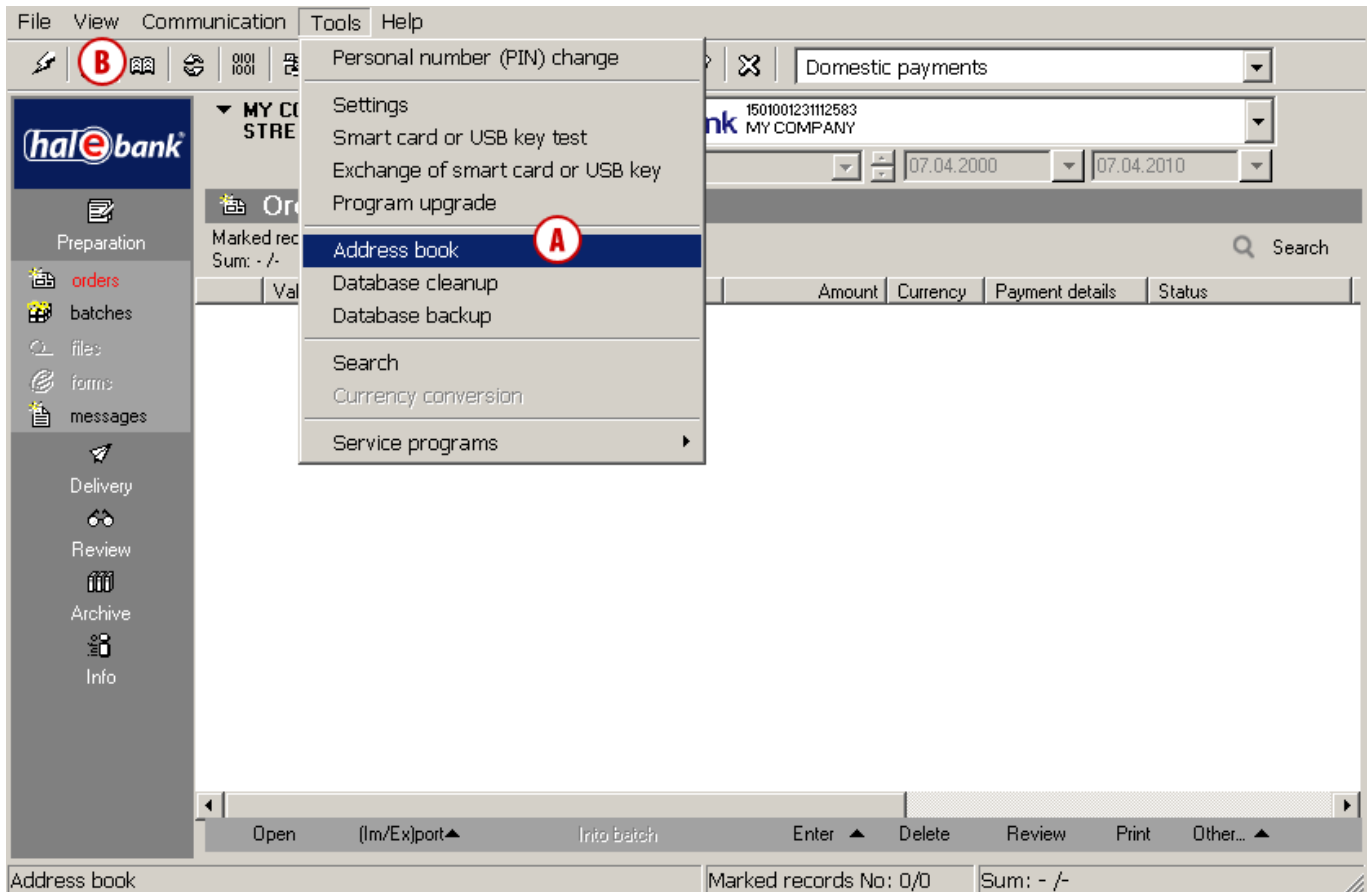 File View Communication Tools Help
B
Domestic payments
hal e bank
MY CO
STRE
nk 1501001231112583
MY COMPANY
07.04.2000 07.04.2010
Personal number (PIN) change
Settings
Smart card or USB key test
Exchange of smart card or USB key
Program upgrade
Address book A
Database cleanup
Database backup
Search
Currency conversion
Service programs
Preparation
orders
batches
files
forms
messages
Delivery
Review
Archive
Info
Marked rec
Sum: - /-
Search
Val Amount Currency Payment details Status
Open (Im/Ex)port Into batch Enter Delete Review Print Other...
Address book Marked records No: 0/0 Sum: - /-